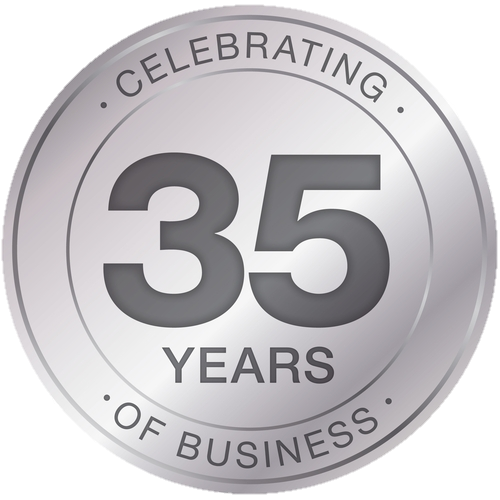 · CELEBRATING ·
35
YEARS
· OF BUSINESS ·